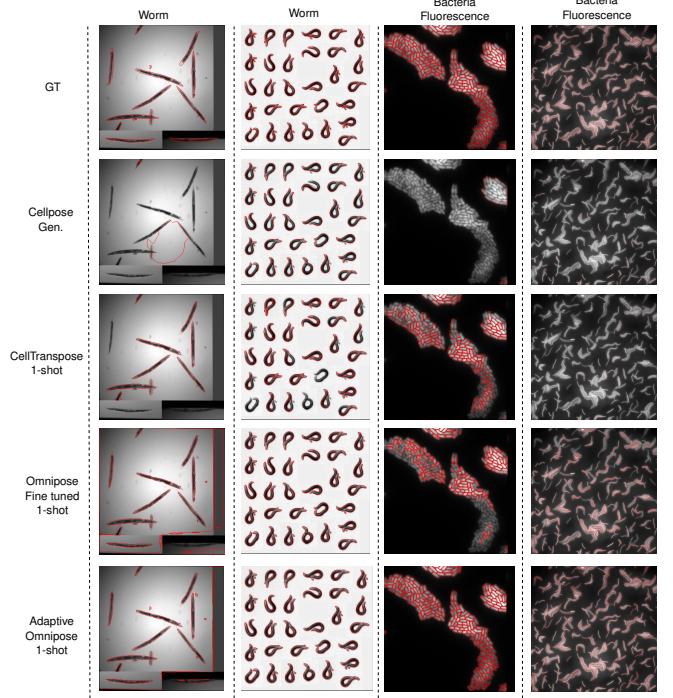 Worm
Worm
Bacteria
Fluorescence
Bacteria
Fluorescence
GT
Cellpose
Gen.
CellTranspose
1-shot
Omnipose
Fine tuned
1-shot
Adaptive
Omnipose
1-shot